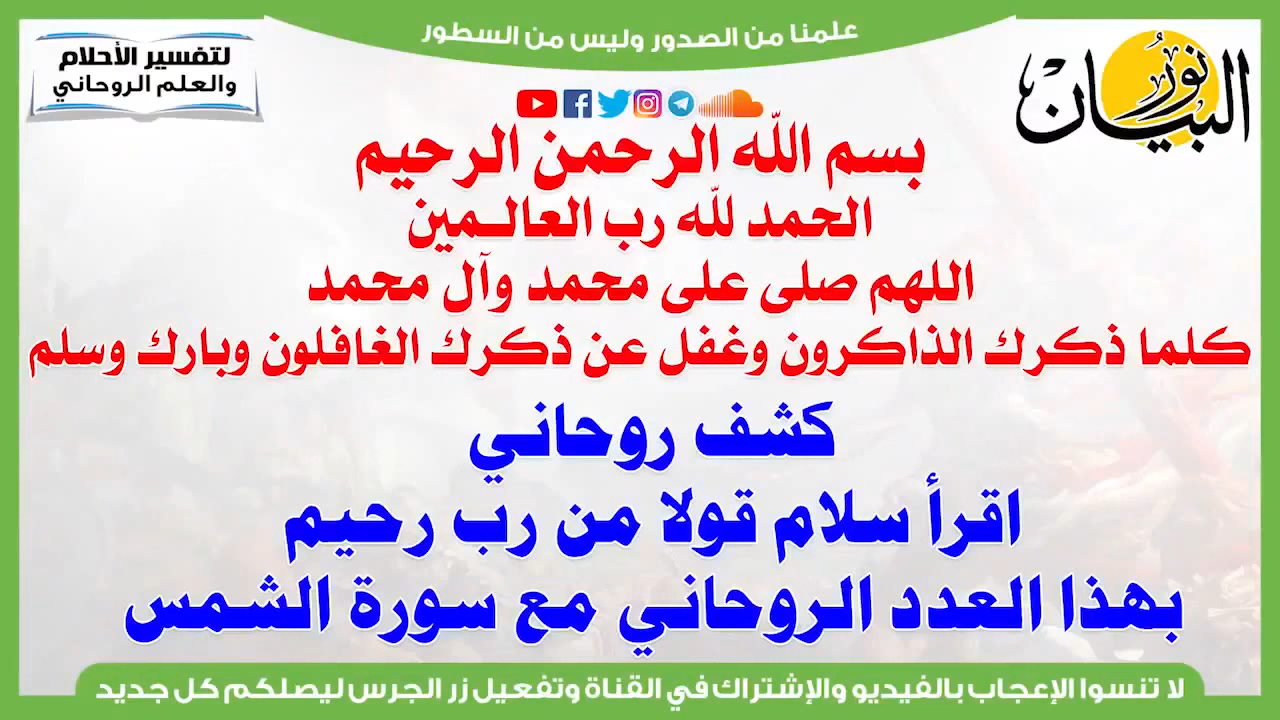 علمنا من الصدور وليس من السطور
نور البيان
لتفسير الأحلام
والعلم الروحاني
بسم الله الرحمن الرحيم
الحمد لله رب العالـمين
اللهم صلى على محمد وآل محمد
كلما ذكرك الذاكرون وغفل عن ذكرك الغافلون وبارك وسلم
كشف روحاني
اقرأ سلام قولا من رب رحيم
بهذا العدد الروحاني مع سورة الشمس
لا تنسوا الإعجاب بالفيديو والإشتراك في القناة وتفعيل زر الجرس ليصلكم كل جديد